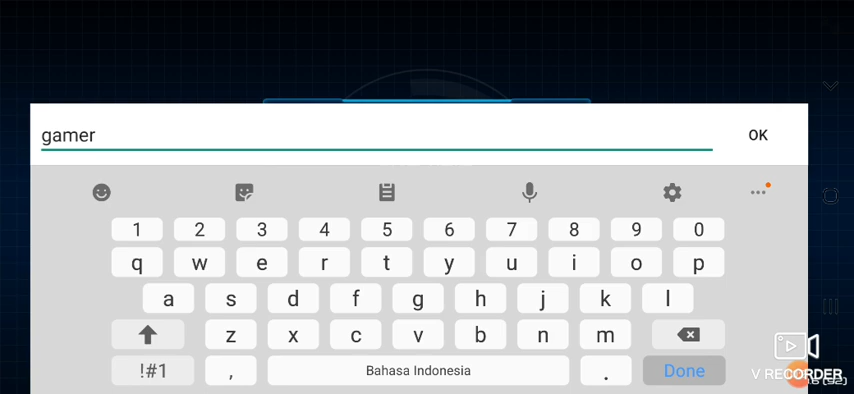 gamer
OK
1 2 3 4 5 6 7 8 9 0
q w e r t y u i o p
a s d f g h j k l
z x c v b n m
!#1 , Bahasa Indonesia . Done
V RECORDER